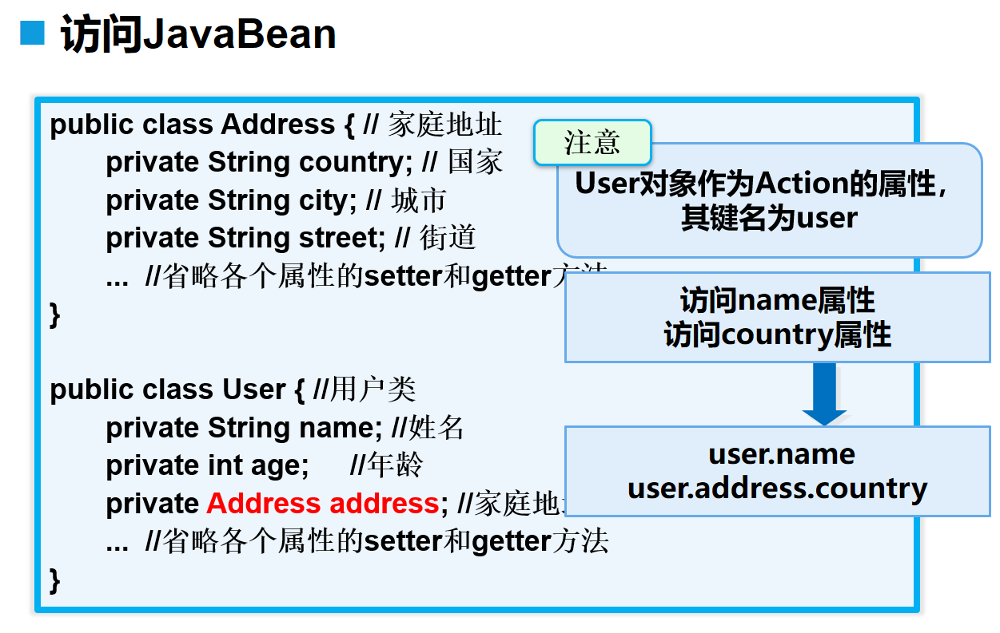 访问JavaBean
public class Address { // 家庭地址
private String country; // 国家
private String city; // 城市
private String street; // 街道
... //省略各个属性的setter和getter方法
}
public class User { //用户类
private String name; //姓名
private int age; //年龄
private Address address; //家庭地
... //省略各个属性的setter和getter方法
}
注意
User对象作为Action的属性，
其键名为user
访问name属性
访问country属性
user.name
user.address.country